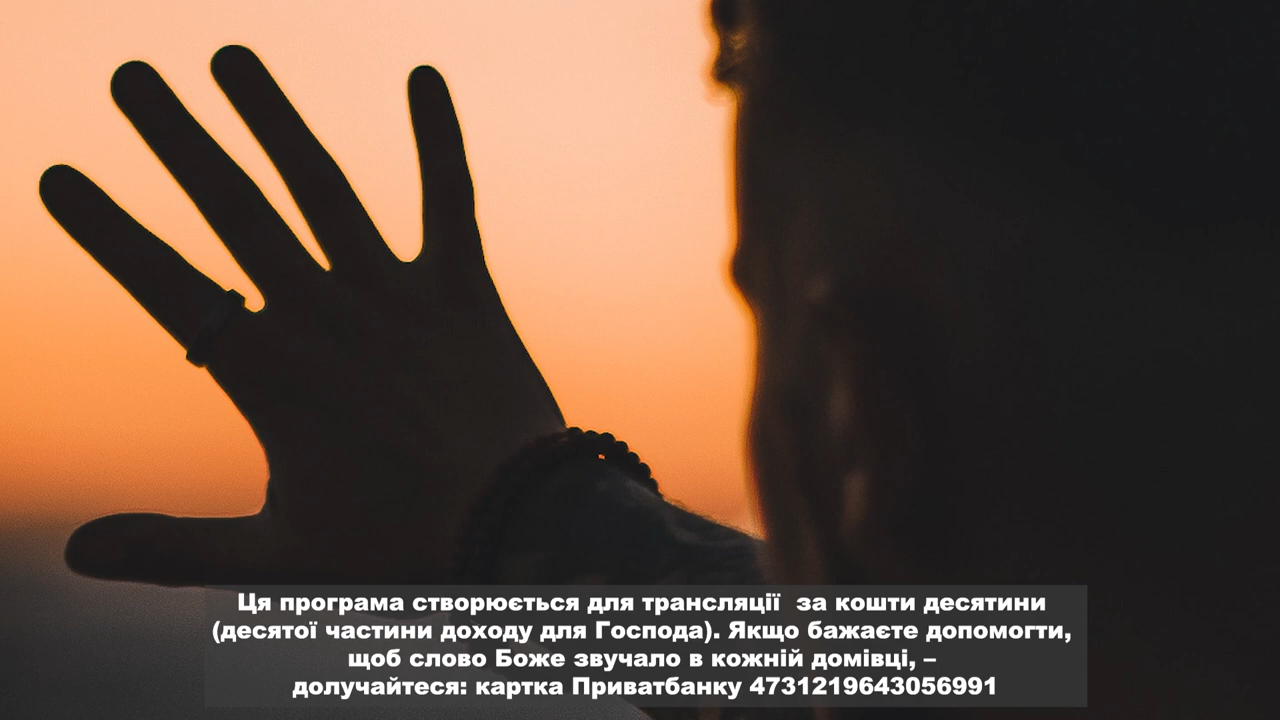 Ця програма створюється для трансляції  за кошти десятини
(десятої частини доходу для Господа). Якщо бажаєте допомогти,
щоб слово Боже звучало в кожній домівці, –
долучайтеся: картка Приватбанку 4731219643056991